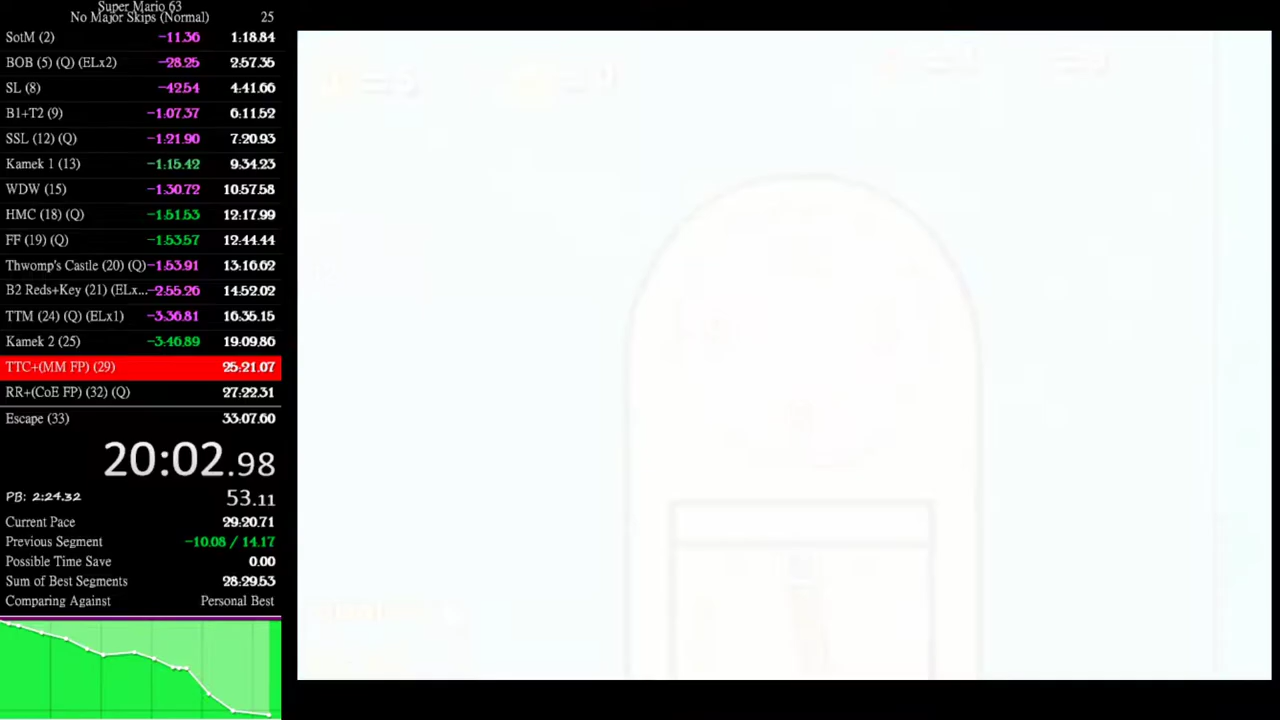 Super Mario 63
No Major Skips (Normal) 25
SotM (2) −11.36 1:18.84
BOB (5) (Q) (ELx2) −28.25 2:57.35
SL (8) −42.54 4:41.66
B1+T2 (9) −1:07.37 6:11.52
SSL (12) (Q) −1:21.90 7:20.93
Kamek 1 (13) −1:15.42 9:34.23
WDW (15) −1:30.72 10:57.58
HMC (18) (Q) −1:51.53 12:17.99
FF (19) (Q) −1:53.57 12:44.44
Thwomp's Castle (20) (Q) −1:53.91 13:16.62
B2 Reds+Key (21) (ELx... −2:55.26 14:52.02
TTM (24) (Q) (ELx1) −3:36.81 16:35.15
Kamek 2 (25) −3:46.89 19:09.86
TTC+(MM FP) (29) 25:21.07
RR+(CoE FP) (32) (Q) 27:22.31
Escape (33) 33:07.60
20:02.98
PB: 2:24.32 53.11
Current Pace 29:20.71
Previous Segment −10.08 / 14.17
Possible Time Save 0.00
Sum of Best Segments 28:29.53
Comparing Against Personal Best